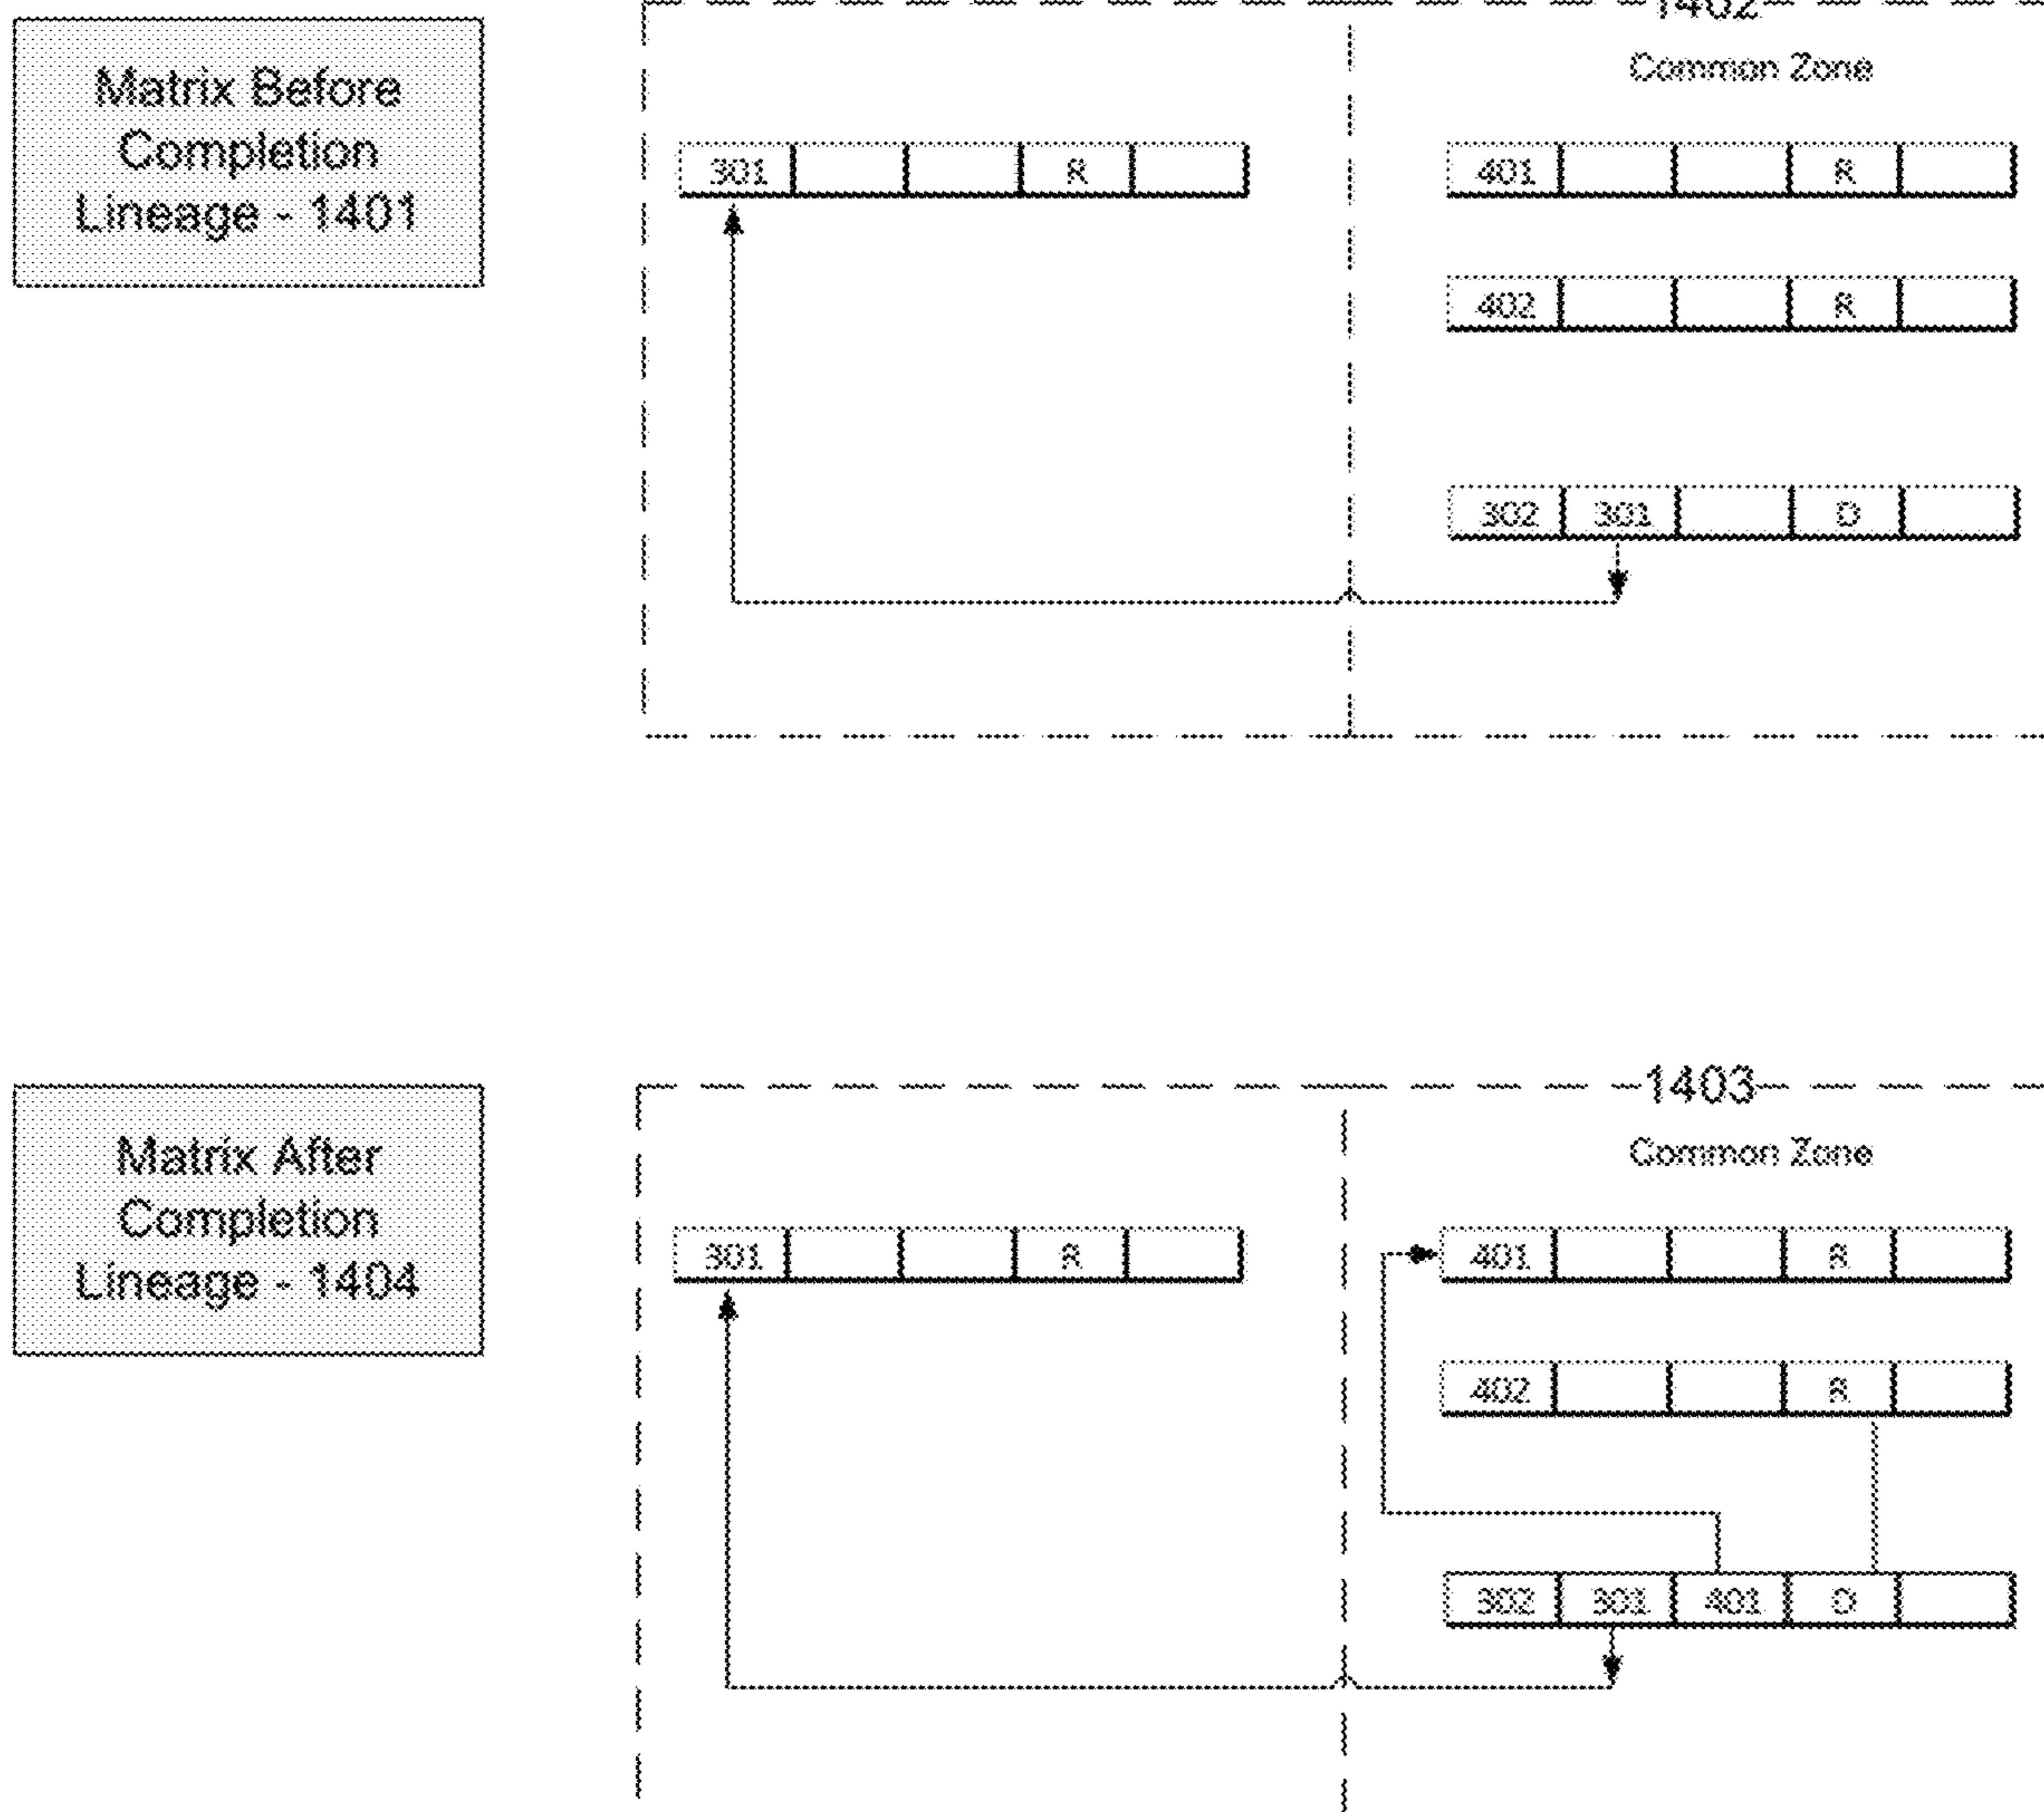 1402
Matrix Before
Completion
Lineage - 1401
Common Zone
301 R
401 R
402 R
302 301 D
1403
Matrix After
Completion
Lineage - 1404
Common Zone
301 R
401 R
402 R
302 301 401 D